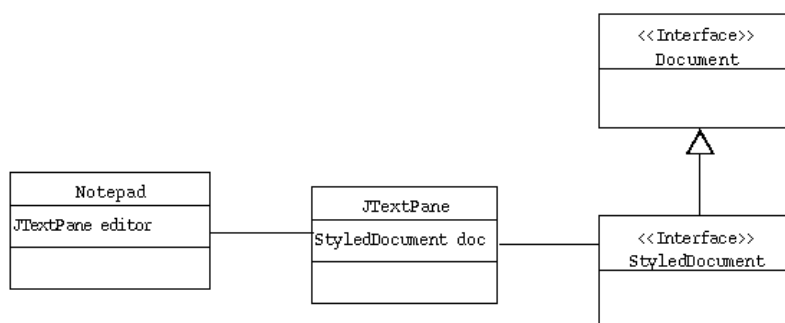 <<Interface>>
Document
Notepad
JTextPane editor
JTextPane
StyledDocument doc
<<Interface>>
StyledDocument